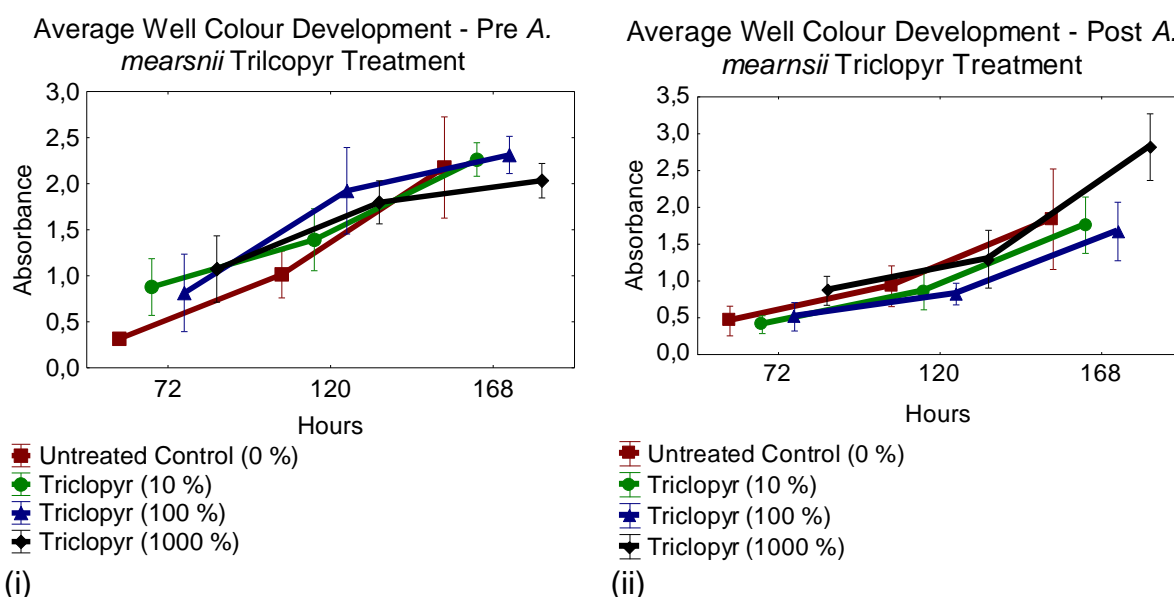 Average Well Colour Development - Pre A.
mearsnii Trilcopyr Treatment
3,0
2,5
2,0
1,5
1,0
0,5
0,0
Absorbance
72
120
168
Hours
Untreated Control (0 %)
Triclopyr (10 %)
Triclopyr (100 %)
Triclopyr (1000 %)
(i)
Average Well Colour Development - Post A.
mearnsii Triclopyr Treatment
3,5
3,0
2,5
2,0
1,5
1,0
0,5
0,0
Absorbance
72
120
168
Hours
Untreated Control (0 %)
Triclopyr (10 %)
Triclopyr (100 %)
Triclopyr (1000 %)
(ii)